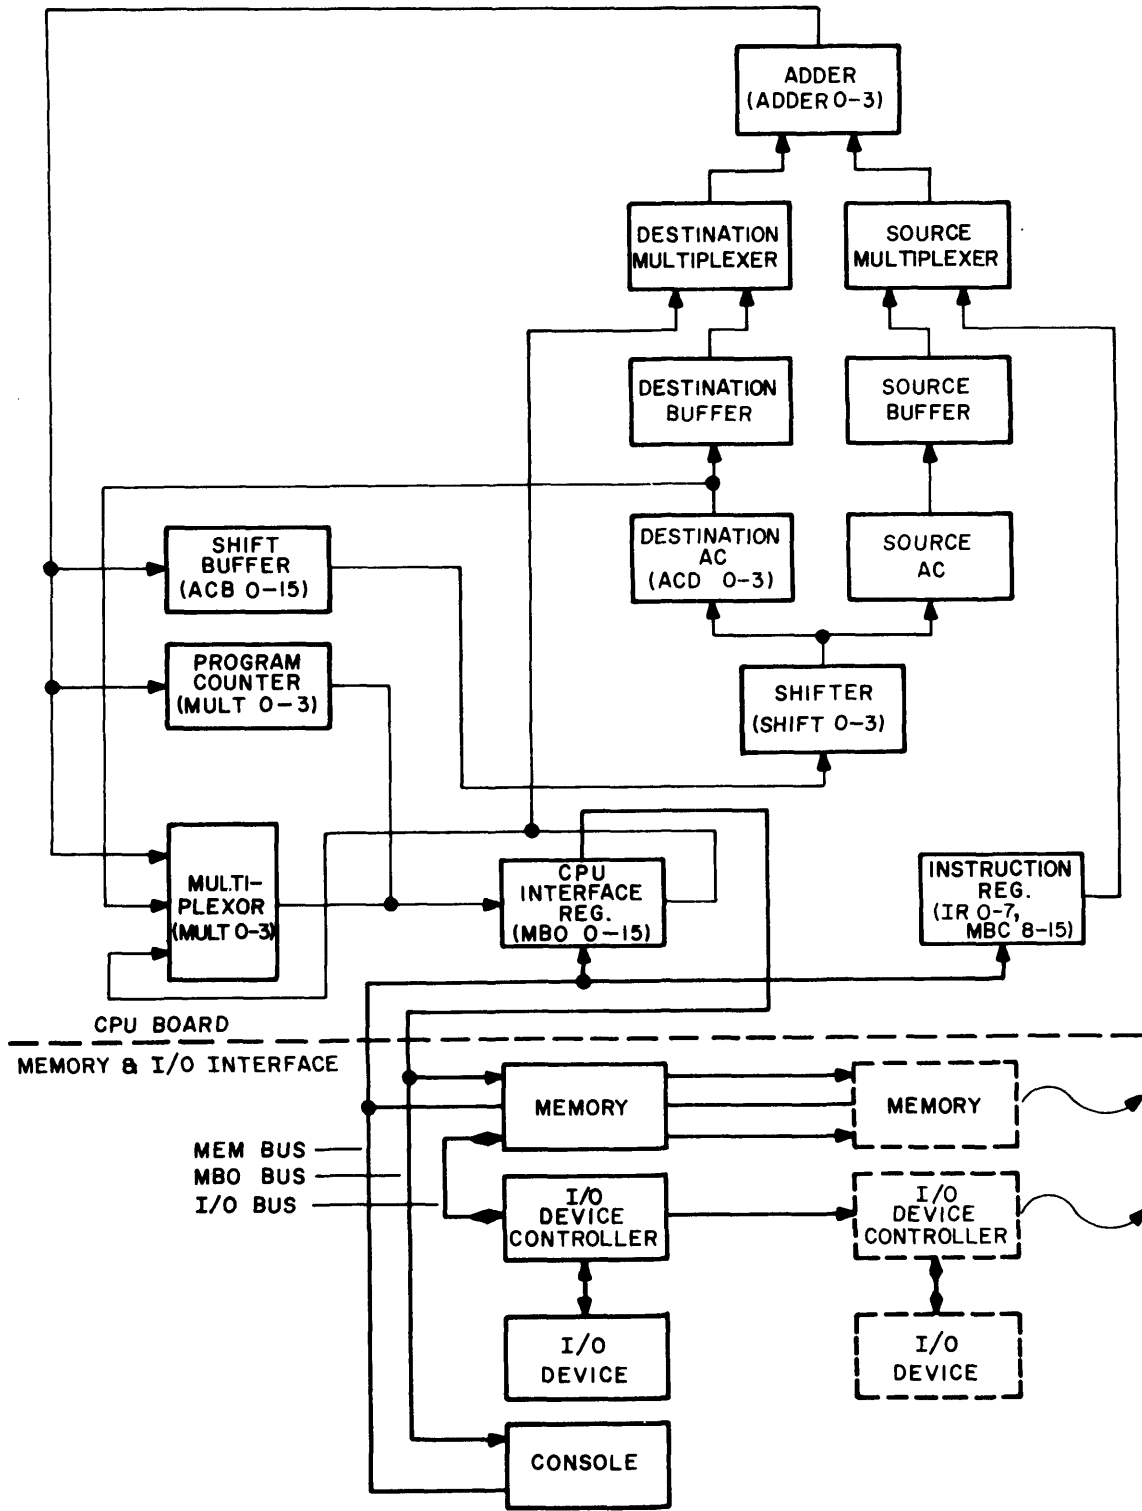 ADDER
(ADDER 0-3)
DESTINATION
MULTIPLEXER
SOURCE
MULTIPLEXER
DESTINATION
BUFFER
SOURCE
BUFFER
SHIFT
BUFFER
(ACB 0-15)
DESTINATION
AC
(ACD 0-3)
SOURCE
AC
PROGRAM
COUNTER
(MULT 0-3)
SHIFTER
(SHIFT 0-3)
MULTI-
PLEXOR
(MULT 0-3)
CPU
INTERFACE
REG.
(MBO 0-15)
INSTRUCTION
REG.
(IR 0-7,
MBC 8-15)
CPU BOARD
MEMORY & I/O INTERFACE
MEMORY
MEMORY
MEM BUS
MBO BUS
I/O BUS
I/O
DEVICE
CONTROLLER
I/O
DEVICE
CONTROLLER
I/O
DEVICE
I/O
DEVICE
CONSOLE